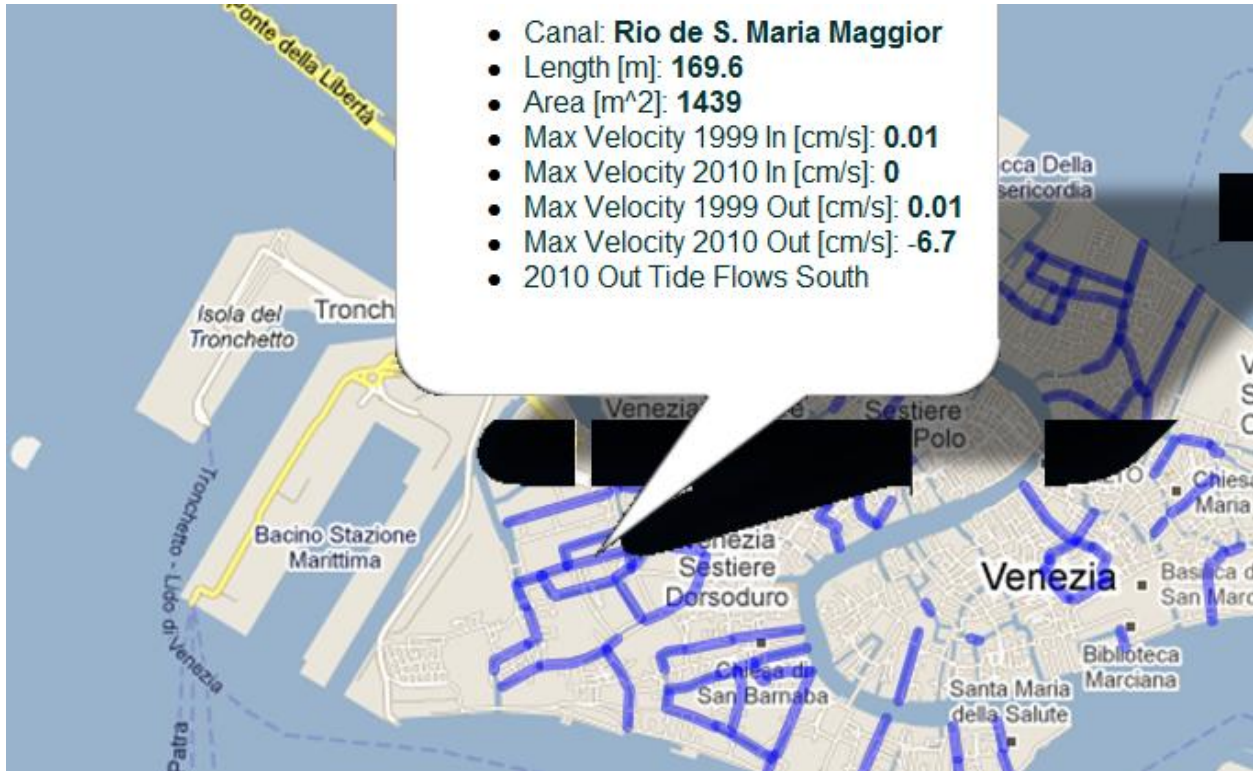 Ponte della Libertà
• Canal: Rio de S. Maria Maggior
• Length [m]: 169.6
• Area [m^2]: 1439
• Max Velocity 1999 In [cm/s]: 0.01
• Max Velocity 2010 In [cm/s]: 0
• Max Velocity 1999 Out [cm/s]: 0.01
• Max Velocity 2010 Out [cm/s]: -6.7
• 2010 Out Tide Flows South
cca Della
sericordia
Isola del
Tronchetto
Tronch
Venezia
Sestiere
Polo
Chiesa
Maria
Bacino Stazione
Marittima
Tronchetto - Lido di Venezia
Venezia
Sestiere
Dorsoduro
Venezia
Basilica d
San Marc
Chiesa di
San Barnaba
Biblioteca
Marciana
Santa Maria
della Salute
Patra